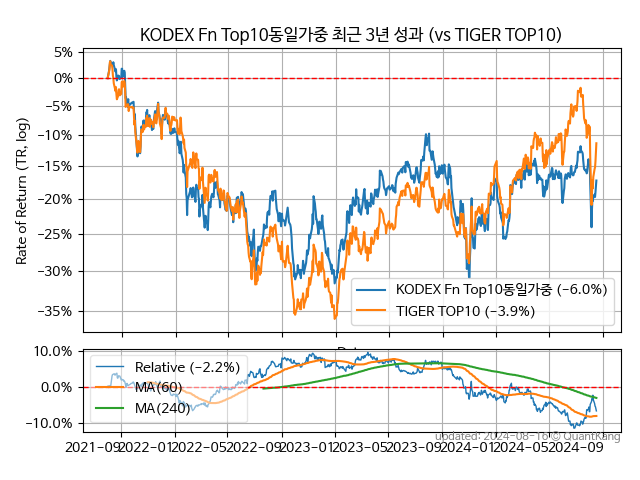 KODEX Fn Top10동일가중 최근 3년 성과 (vs TIGER TOP10)
Rate of Return (TR, log)
5%
0%
−5%
−10%
−15%
−20%
−25%
−30%
−35%
KODEX Fn Top10동일가중 (−6.0%)
TIGER TOP10 (−3.9%)
10.0%
0.0%
−10.0%
Relative (−2.2%)
MA(60)
MA(240)
2021−09 2022−01 2022−05 2022−09 2023−01 2023−05 2023−09 2024−01 2024−05 2024−09
updated: 2024−08−16 © QuantKang